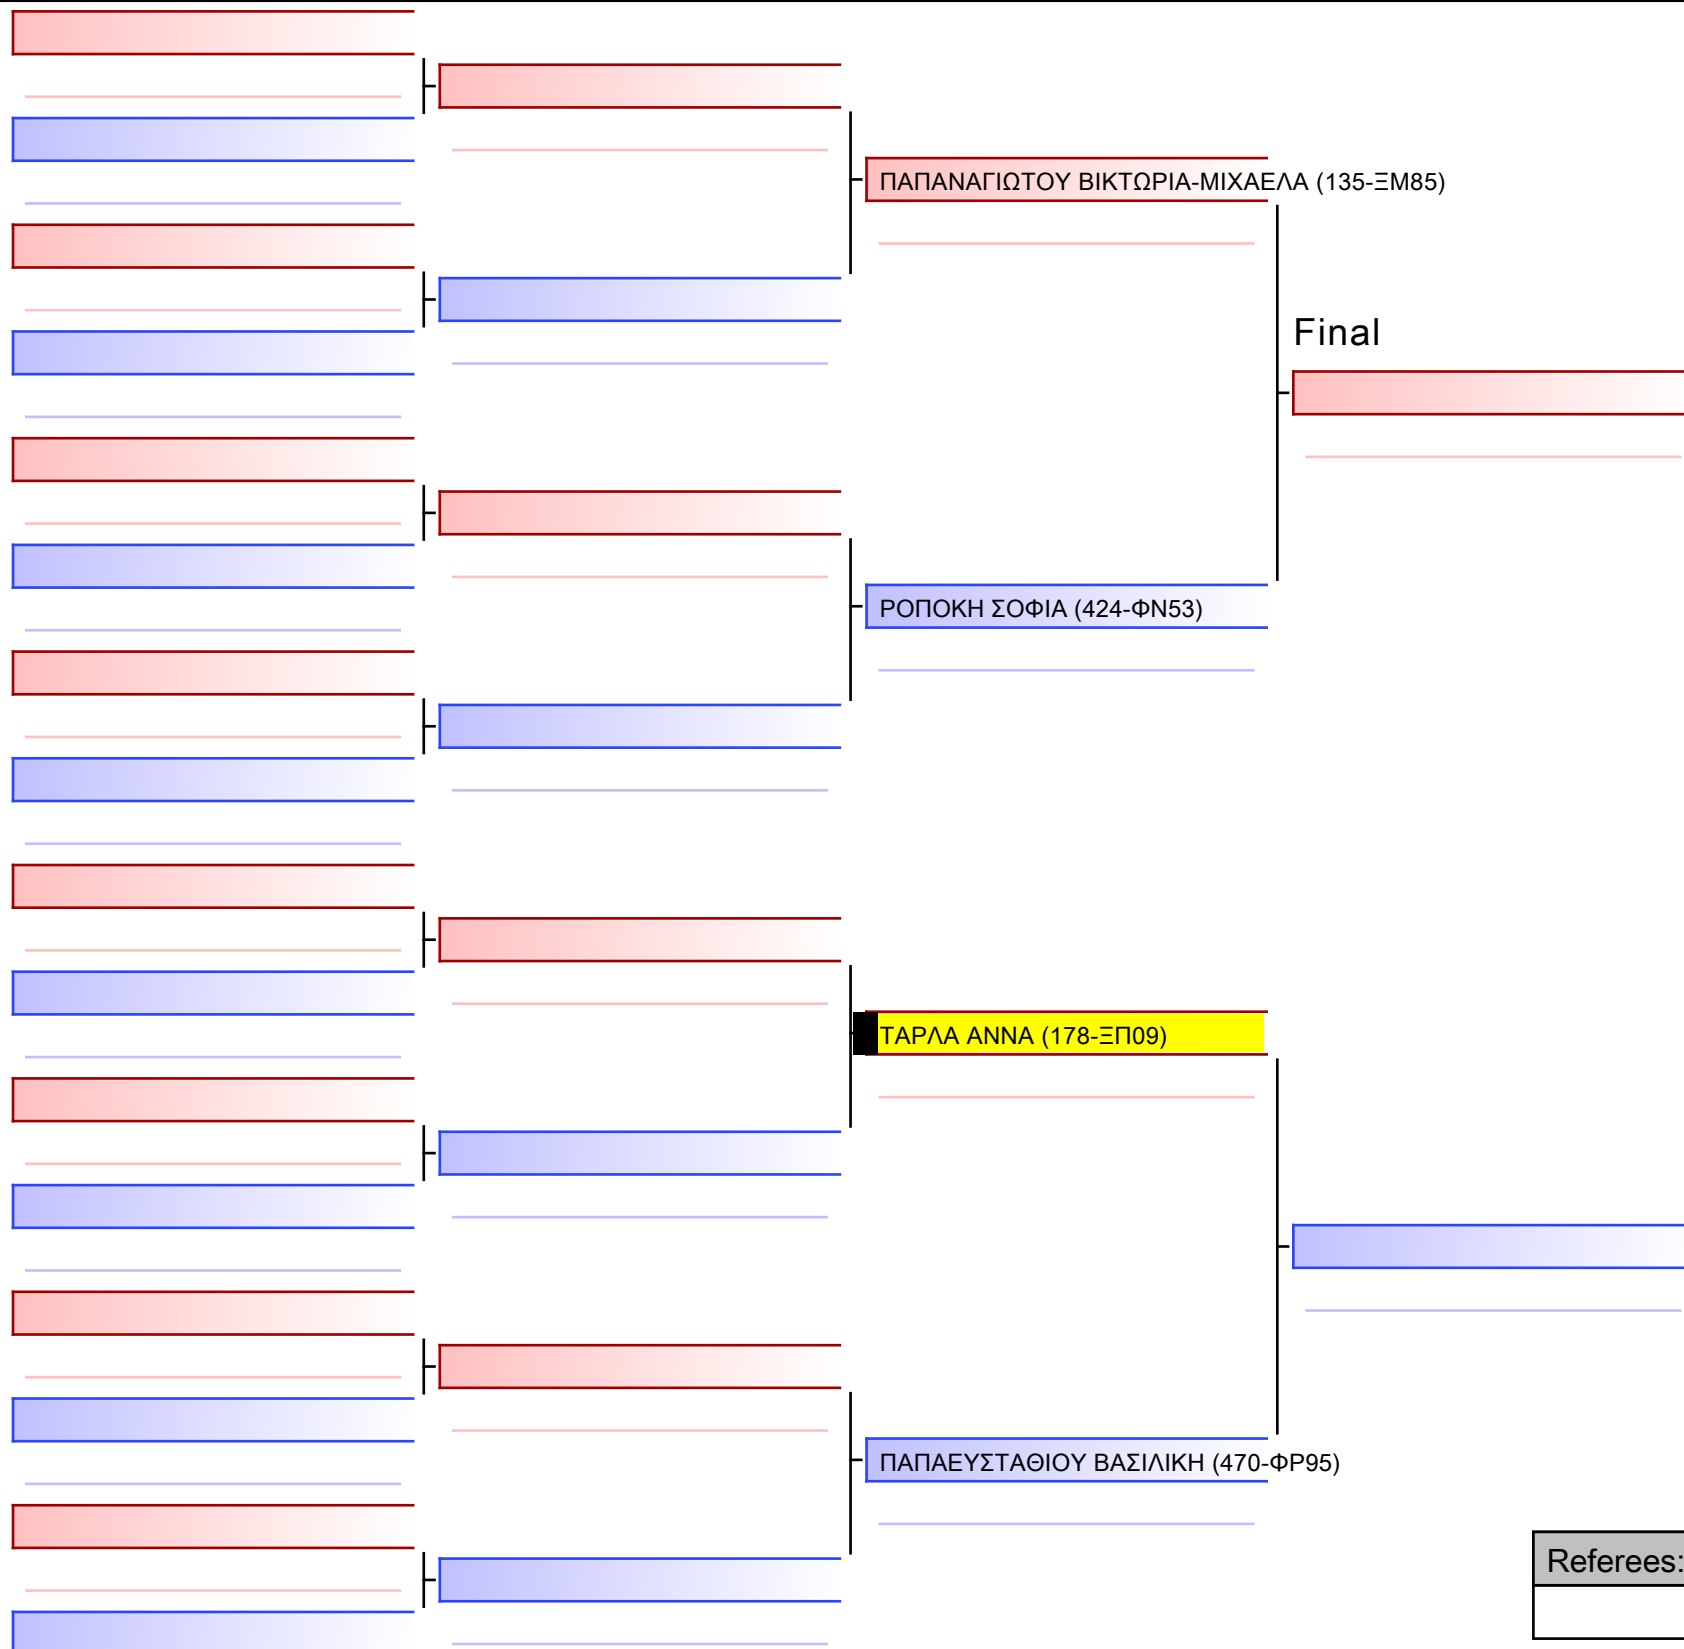 ΠΑΠΑΝΑΓΙΩΤΟΥ ΒΙΚΤΩΡΙΑ-ΜΙΧΑΕΛΑ (135-ΞΜ85)
Final
ΡΟΠΟΚΗ ΣΟΦΙΑ (424-ΦΝ53)
ΤΑΡΛΑ ΑΝΝΑ (178-ΞΠ09)
ΠΑΠΑΕΥΣΤΑΘΙΟΥ ΒΑΣΙΛΙΚΗ (470-ΦΡ95)
Referees: